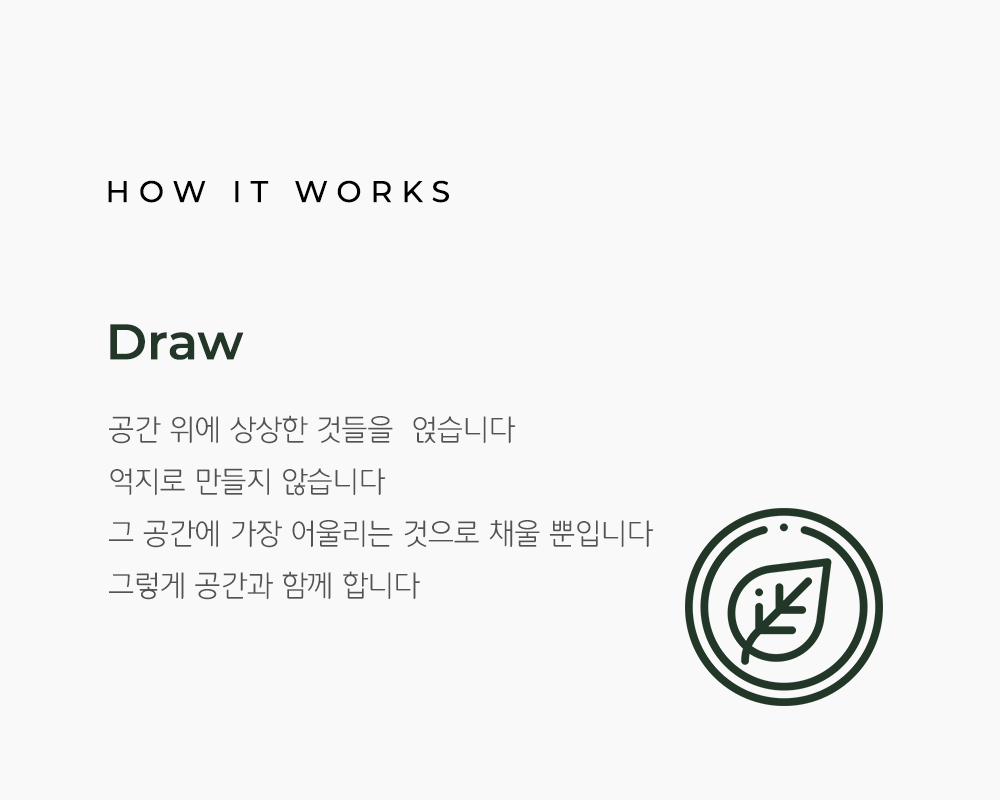 HOW IT WORKS
Draw
공간 위에 상상한 것들을  얹습니다
억지로 만들지 않습니다
그 공간에 가장 어울리는 것으로 채울 뿐입니다
그렇게 공간과 함께 합니다